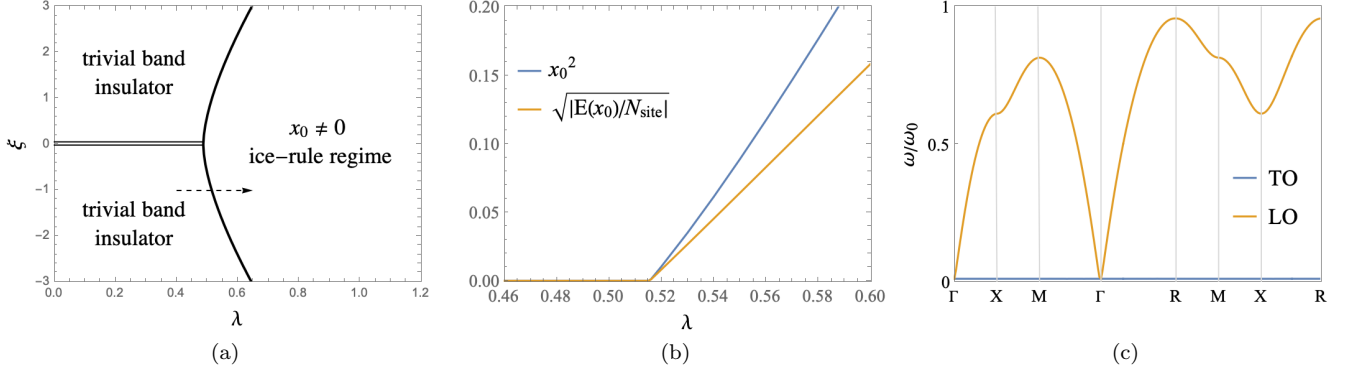 3
2
1
0
−1
−2
−3
ξ
trivial band
insulator
x₀ ≠ 0
ice−rule regime
trivial band
insulator
0.0 0.2 0.4 0.6 0.8 1.0 1.2
λ
(a)
0.20
0.15
0.10
0.05
0.00
x₀²
√|E(x₀)/Nsite|
0.46 0.48 0.50 0.52 0.54 0.56 0.58 0.60
λ
(b)
1
0.5
0
ω/ω₀
TO
LO
Γ X M Γ R M X R
(c)